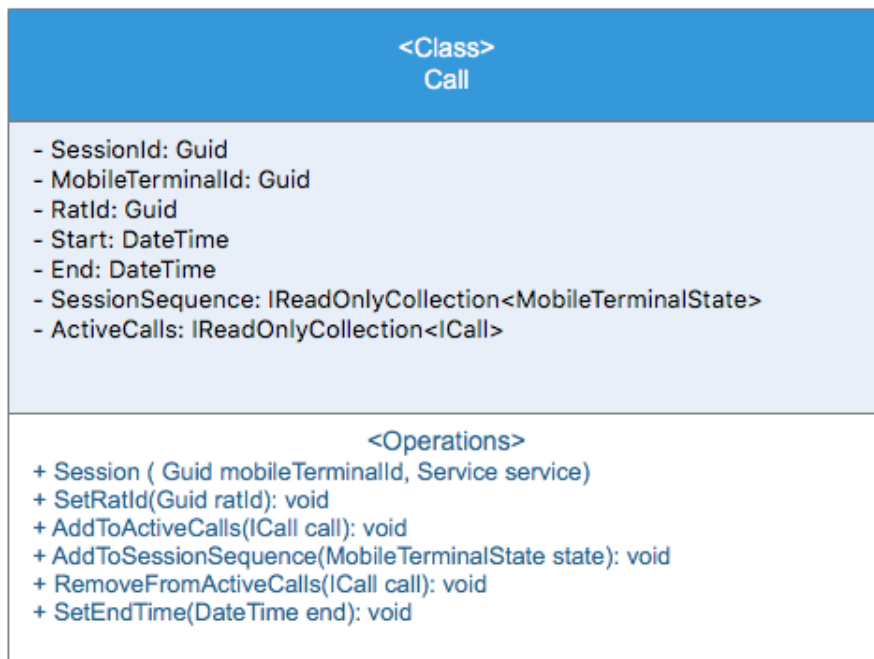 <Class>
Call
- SessionId: Guid
- MobileTerminalId: Guid
- RatId: Guid
- Start: DateTime
- End: DateTime
- SessionSequence: IReadOnlyCollection<MobileTerminalState>
- ActiveCalls: IReadOnlyCollection<ICall>
<Operations>
+ Session ( Guid mobileTerminalId, Service service)
+ SetRatId(Guid ratId): void
+ AddToActiveCalls(ICall call): void
+ AddToSessionSequence(MobileTerminalState state): void
+ RemoveFromActiveCalls(ICall call): void
+ SetEndTime(DateTime end): void